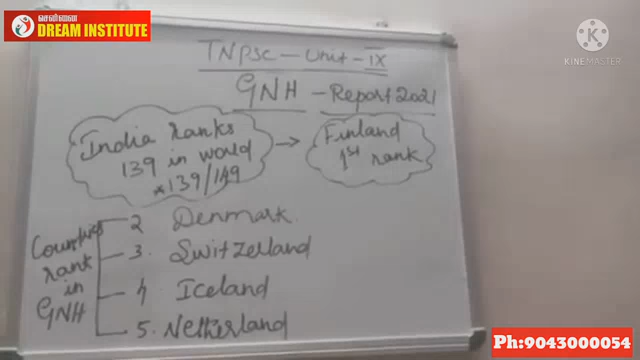 சென்னை
DREAM INSTITUTE
KINEMASTER
TNPSC - Unit - IX
GNH - Report 2021
India ranks
139 in world
*139/149
→ Finland
1st rank
Countries
rank
in
GNH
2 Denmark
3. Switzerland
4 Iceland
5. Netherland
Ph:9043000054